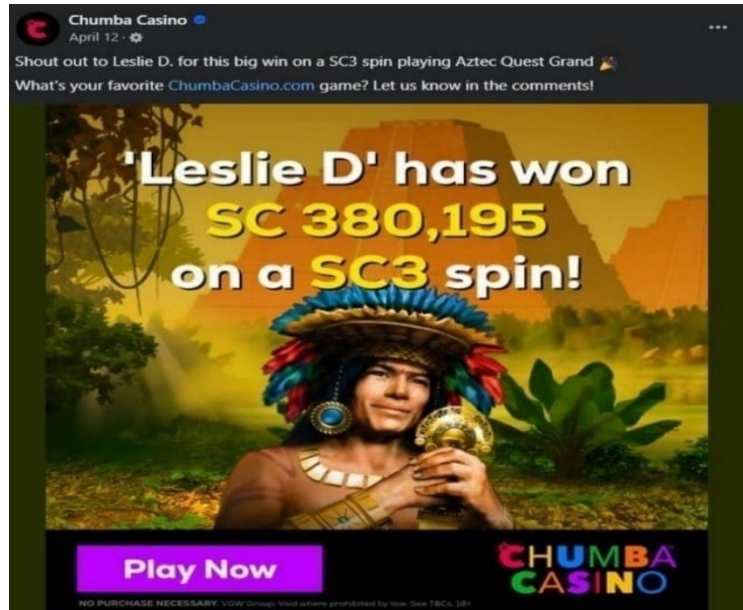 Chumba Casino
April 12
Shout out to Leslie D. for this big win on a SC3 spin playing Aztec Quest Grand
What's your favorite ChumbaCasino.com game? Let us know in the comments!
'Leslie D' has won
SC 380,195
on a SC3 spin!
Play Now
CHUMBA
CASINO
NO PURCHASE NECESSARY. VGW Group. Void where prohibited by law. See T&Cs. 18+